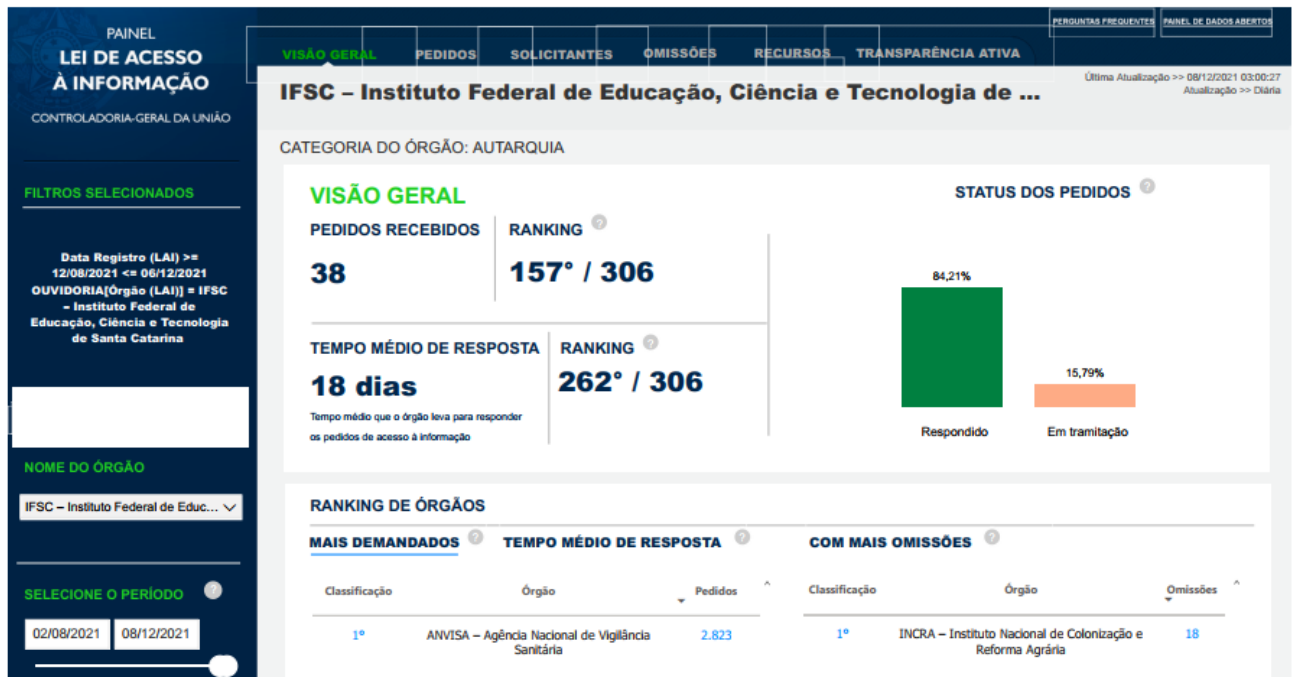 PERGUNTAS FREQUENTES
PAINEL DE DADOS ABERTOS
PAINEL
LEI DE ACESSO
À INFORMAÇÃO
CONTROLADORIA-GERAL DA UNIÃO
VISÃO GERAL
PEDIDOS
SOLICITANTES
OMISSÕES
RECURSOS
TRANSPARÊNCIA ATIVA
IFSC – Instituto Federal de Educação, Ciência e Tecnologia de ...
Última Atualização >> 08/12/2021 03:00:27
Atualização >> Diária
CATEGORIA DO ÓRGÃO: AUTARQUIA
FILTROS SELECIONADOS
Data Registro (LAI) >=
12/08/2021 <= 06/12/2021
OUVIDORIA[Órgão (LAI)] = IFSC
– Instituto Federal de
Educação, Ciência e Tecnologia
de Santa Catarina
NOME DO ÓRGÃO
IFSC – Instituto Federal de Educ...
SELECIONE O PERÍODO ?
02/08/2021
08/12/2021
VISÃO GERAL
PEDIDOS RECEBIDOS
38
RANKING ?
157° / 306
TEMPO MÉDIO DE RESPOSTA
18 dias
Tempo médio que o órgão leva para responder
os pedidos de acesso à informação
RANKING ?
262° / 306
STATUS DOS PEDIDOS ?
84,21%
15,79%
Respondido
Em tramitação
RANKING DE ÓRGÃOS
MAIS DEMANDADOS ?
TEMPO MÉDIO DE RESPOSTA ?
COM MAIS OMISSÕES ?
Classificação
Órgão
Pedidos
1º
ANVISA – Agência Nacional de Vigilância
Sanitária
2.823
Classificação
Órgão
Omissões
1º
INCRA – Instituto Nacional de Colonização e
Reforma Agrária
18